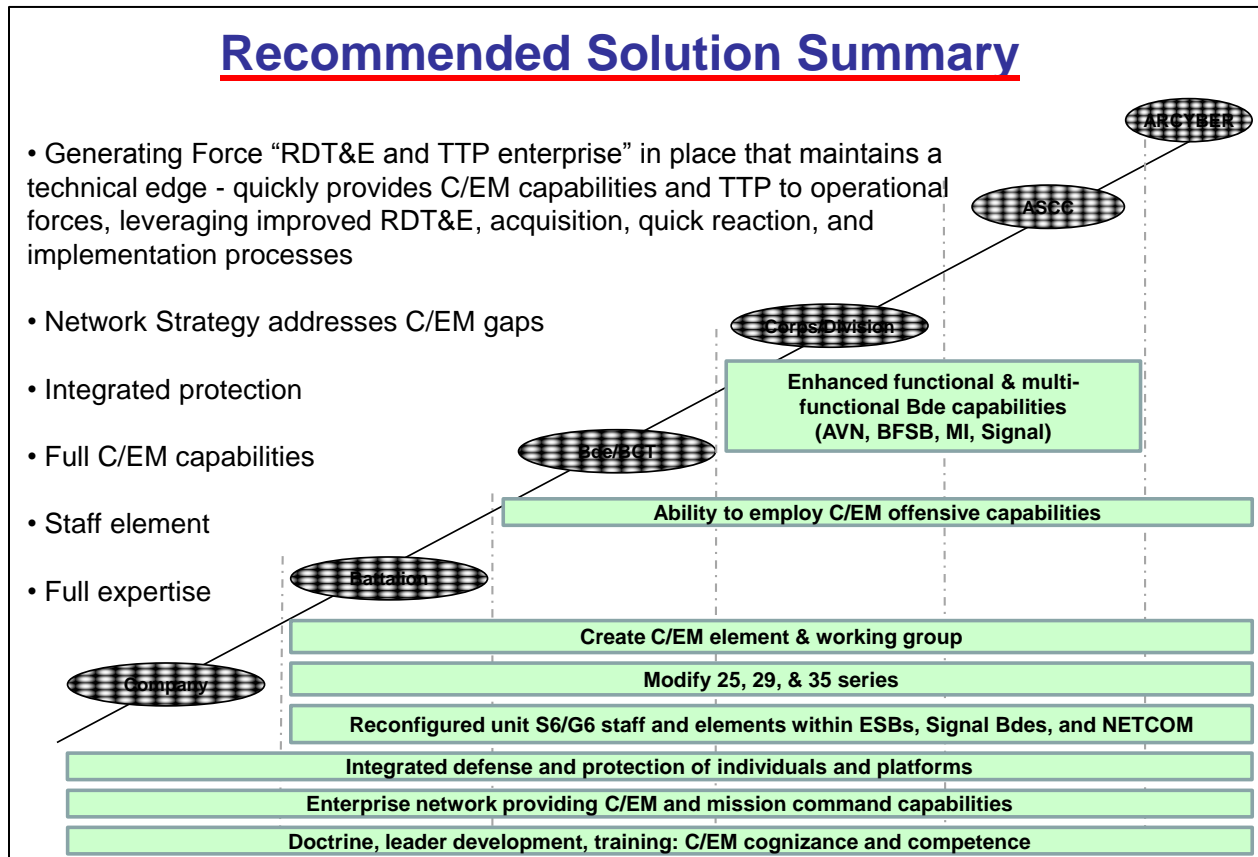 Recommended Solution Summary
ARCYBER
• Generating Force “RDT&E and TTP enterprise” in place that maintains a
technical edge - quickly provides C/EM capabilities and TTP to operational
forces, leveraging improved RDT&E, acquisition, quick reaction, and
implementation processes
ASCC
• Network Strategy addresses C/EM gaps
Corps/Division
• Integrated protection
Enhanced functional & multi-
functional Bde capabilities
(AVN, BFSB, MI, Signal)
• Full C/EM capabilities
Bde/BCT
• Staff element
Ability to employ C/EM offensive capabilities
• Full expertise
Battalion
Create C/EM element & working group
Company
Modify 25, 29, & 35 series
Reconfigured unit S6/G6 staff and elements within ESBs, Signal Bdes, and NETCOM
Integrated defense and protection of individuals and platforms
Enterprise network providing C/EM and mission command capabilities
Doctrine, leader development, training: C/EM cognizance and competence